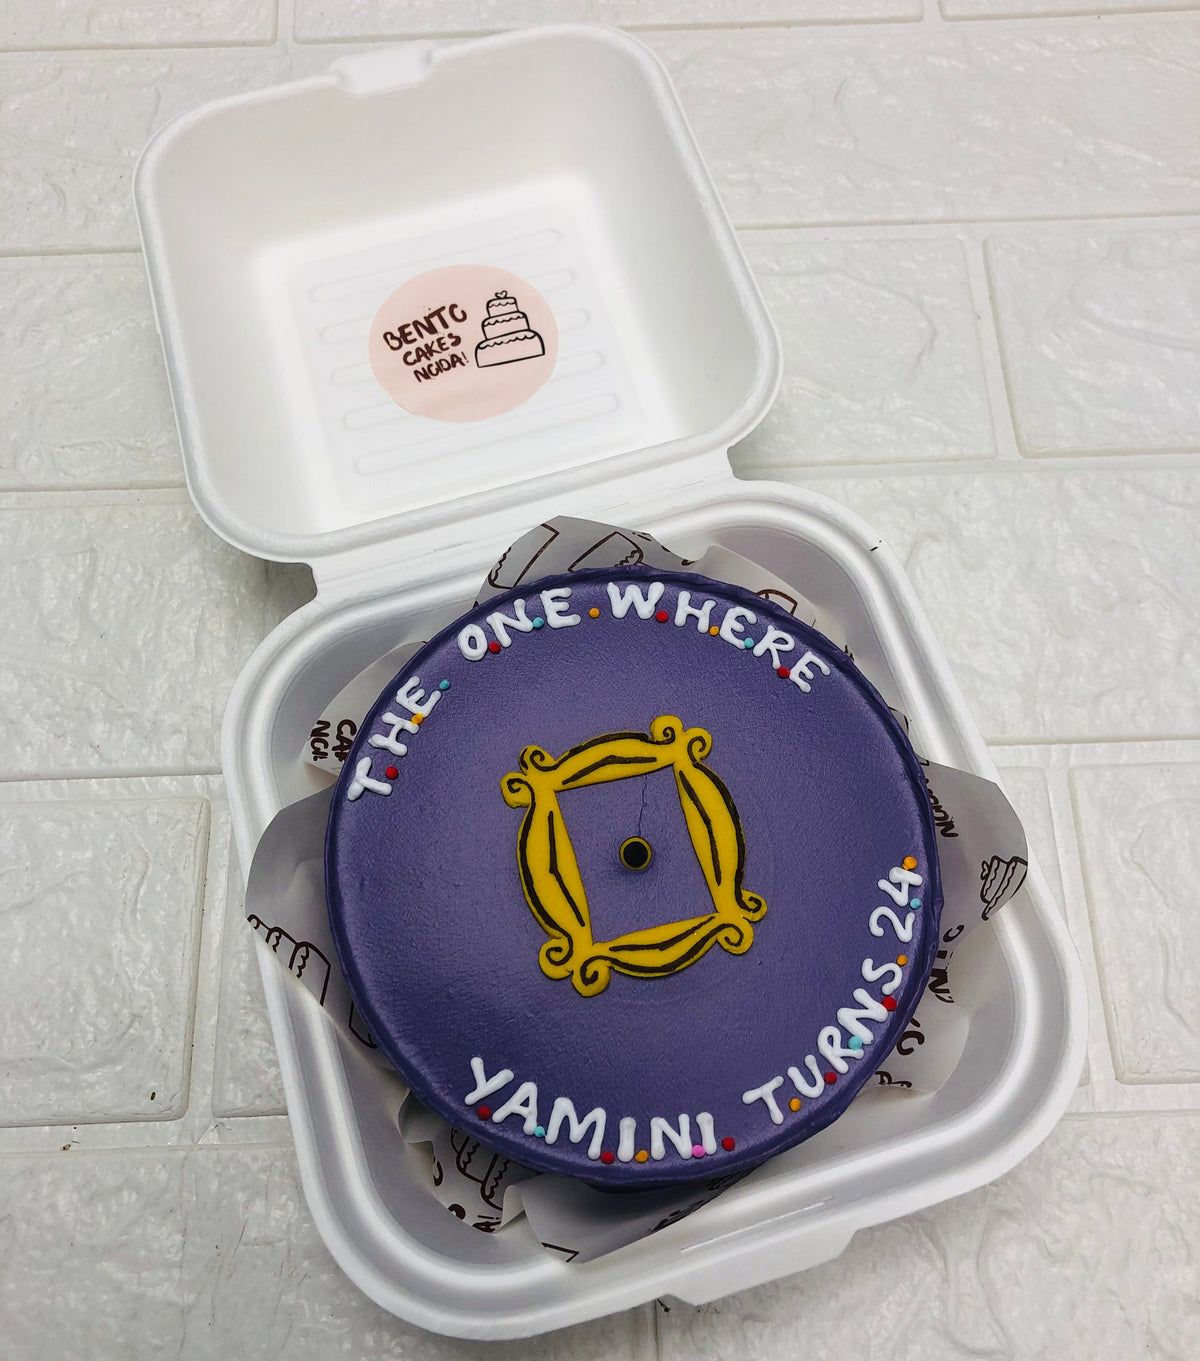 BENTO
CAKES
NOIDA!
THE ONE WHERE
YAMINI TURNS 24